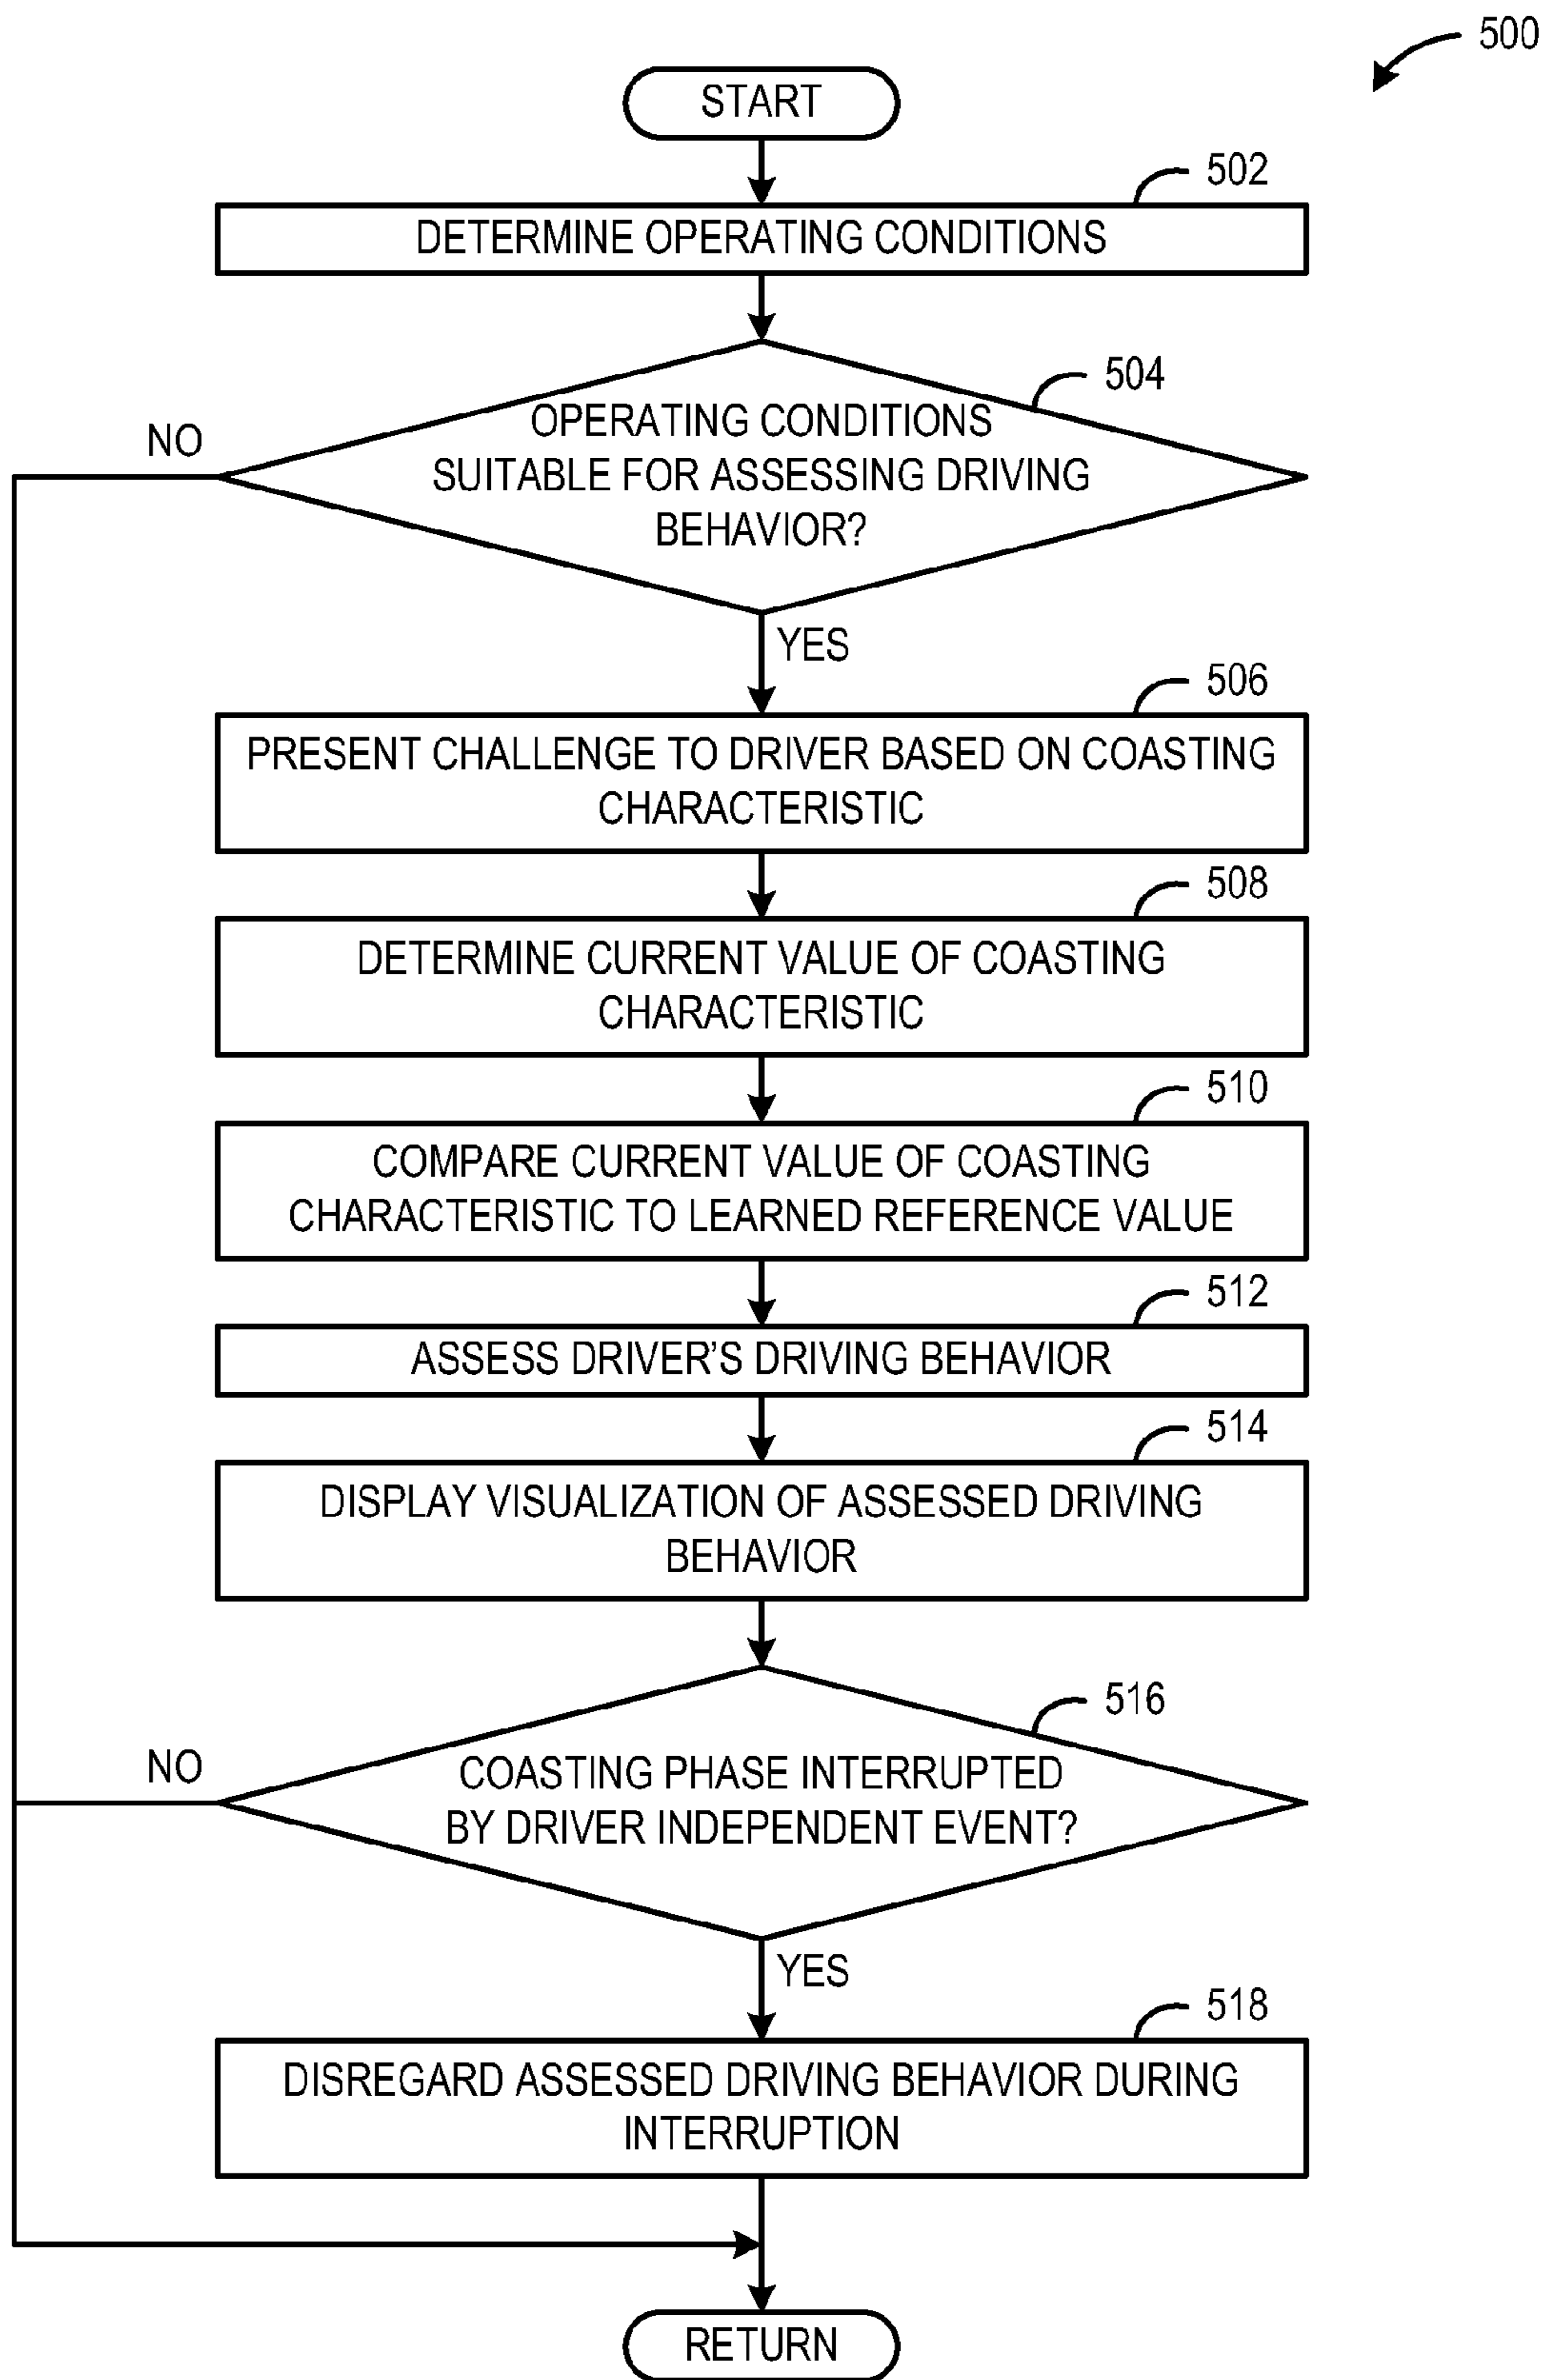 500
START
502
DETERMINE OPERATING CONDITIONS
504
OPERATING CONDITIONS
SUITABLE FOR ASSESSING DRIVING
BEHAVIOR?
NO
YES
506
PRESENT CHALLENGE TO DRIVER BASED ON COASTING
CHARACTERISTIC
508
DETERMINE CURRENT VALUE OF COASTING
CHARACTERISTIC
510
COMPARE CURRENT VALUE OF COASTING
CHARACTERISTIC TO LEARNED REFERENCE VALUE
512
ASSESS DRIVER'S DRIVING BEHAVIOR
514
DISPLAY VISUALIZATION OF ASSESSED DRIVING
BEHAVIOR
516
NO
COASTING PHASE INTERRUPTED
BY DRIVER INDEPENDENT EVENT?
YES
518
DISREGARD ASSESSED DRIVING BEHAVIOR DURING
INTERRUPTION
RETURN